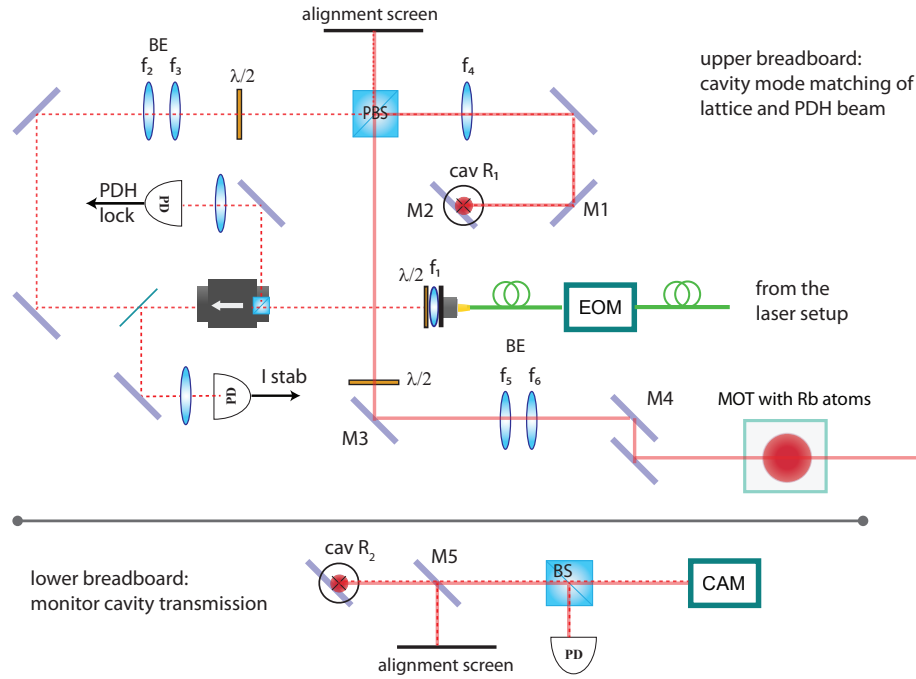 alignment screen
upper breadboard:
cavity mode matching of
lattice and PDH beam
BE
f2 f3
λ/2
f4
PBS
cav R1
M2
M1
PDH
lock
PD
λ/2 f1
EOM
from the
laser setup
BE
f5 f6
I stab
PD
λ/2
M3
M4
MOT with Rb atoms
lower breadboard:
monitor cavity transmission
cav R2
M5
BS
CAM
PD
alignment screen